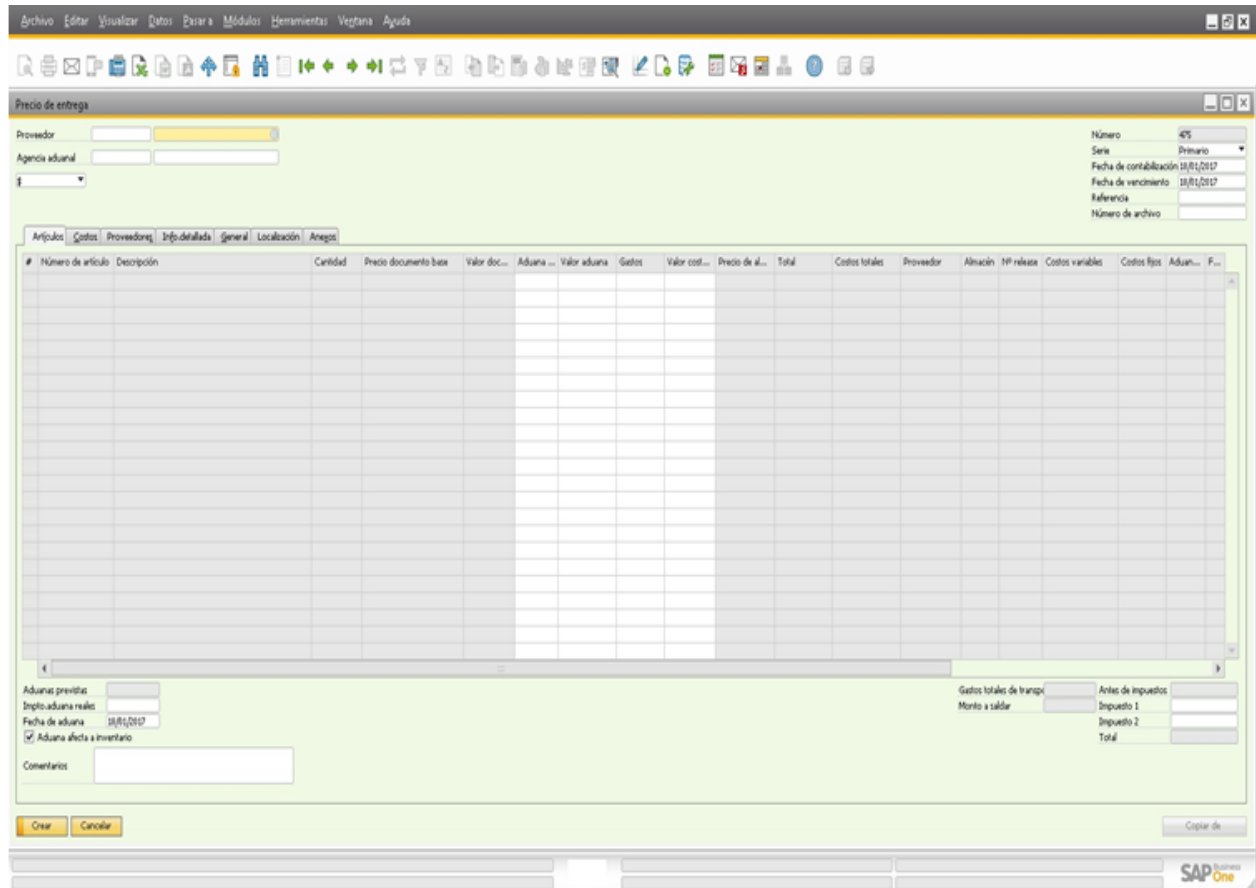 Archivo Editar Visualizar Datos Pasar a Módulos Herramientas Ventana Ayuda
Precio de entrega
Proveedor
Número 475
Agencia aduanal
Serie Primario
$
Fecha de contabilización 18/01/2017
Fecha de vencimiento 18/01/2017
Referencia
Número de archivo
Artículos Costos Proveedores Info.detallada General Localización Anexos
# Número de artículo Descripción Cantidad Precio documento base Valor doc... Aduana ... Valor aduana Gastos Valor cost... Precio de al... Total Costos totales Proveedor Almacén Nº release Costos variables Costos fijos Aduan... F...
Aduanas previstas
Gastos totales de transpo
Antes de impuestos
Impto.aduana reales
Monto a saldar
Impuesto 1
Fecha de aduana 18/01/2017
Impuesto 2
Aduana afecta a inventario
Total
Comentarios
Crear Cancelar
Copiar de
SAP Business One